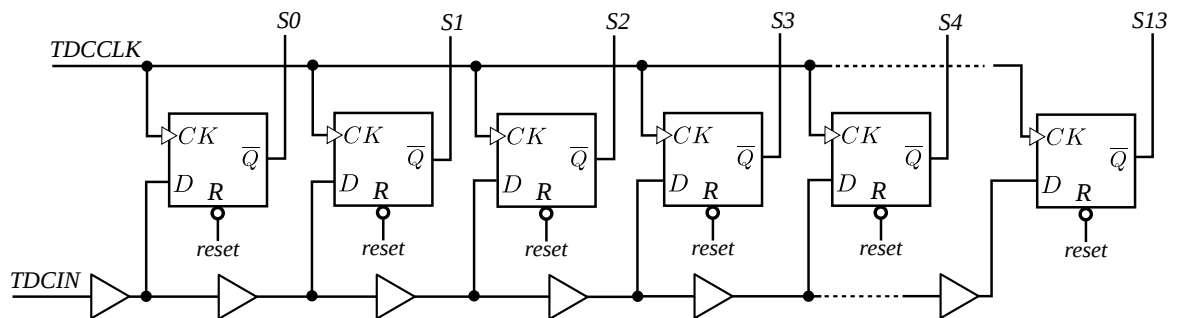 S0 S1 S2 S3 S4 S13
TDCCLK
CK CK CK CK CK CK
Q̅ Q̅ Q̅ Q̅ Q̅ Q̅
D D D D D D
R R R R R R
reset reset reset reset reset reset
TDCIN